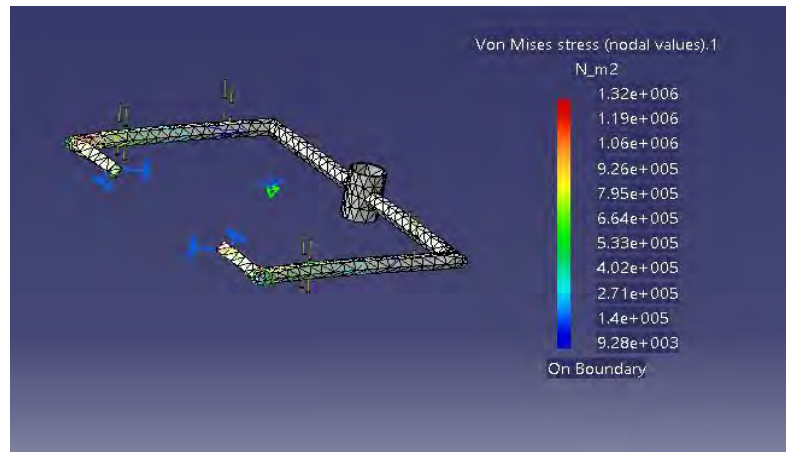 Von Mises stress (nodal values).1
N_m2
1.32e+006
1.19e+006
1.06e+006
9.26e+005
7.95e+005
6.64e+005
5.33e+005
4.02e+005
2.71e+005
1.4e+005
9.28e+003
On Boundary